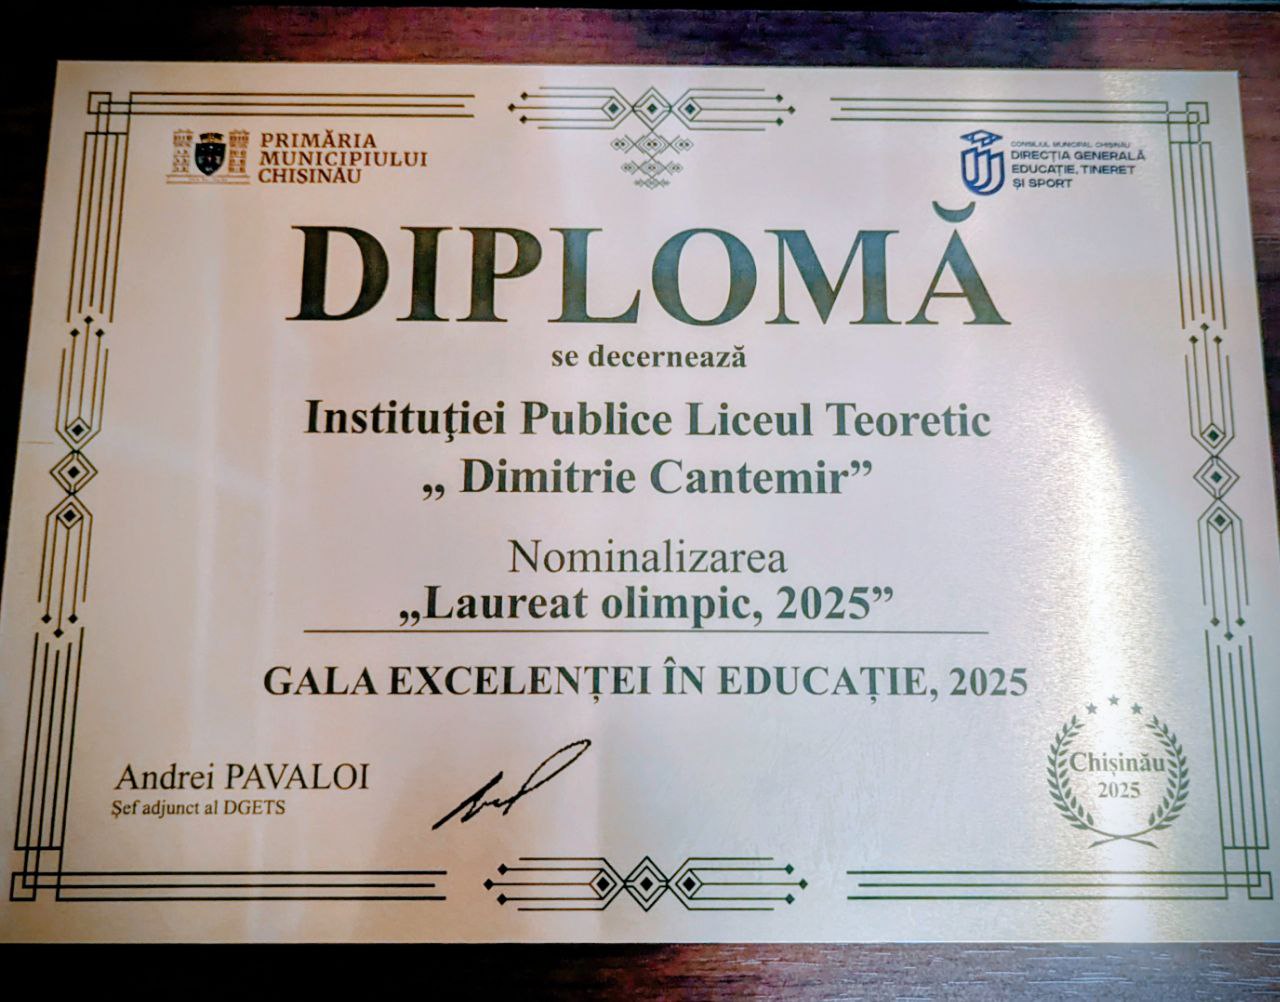 PRIMĂRIA
MUNICIPIULUI
CHIȘINĂU
CONSILIUL MUNICIPAL CHIȘINĂU
DIRECȚIA GENERALĂ
EDUCAȚIE, TINERET
ȘI SPORT
DIPLOMĂ
se decernează
Instituţiei Publice Liceul Teoretic
„ Dimitrie Cantemir”
Nominalizarea
„Laureat olimpic, 2025”
GALA EXCELENȚEI ÎN EDUCAȚIE, 2025
Andrei PAVALOI
Șef adjunct al DGETS
Chișinău
2025